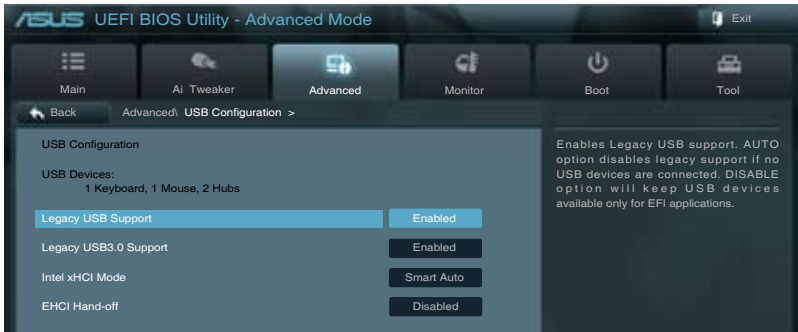 ASUS UEFI BIOS Utility - Advanced Mode
Exit
Main Ai Tweaker Advanced Monitor Boot Tool
Back Advanced\ USB Configuration >
USB Configuration
USB Devices:
1 Keyboard, 1 Mouse, 2 Hubs
Legacy USB Support Enabled
Legacy USB3.0 Support Enabled
Intel xHCI Mode Smart Auto
EHCI Hand-off Disabled
Enables Legacy USB support. AUTO
option disables legacy support if no
USB devices are connected. DISABLE
option will keep USB devices
available only for EFI applications.